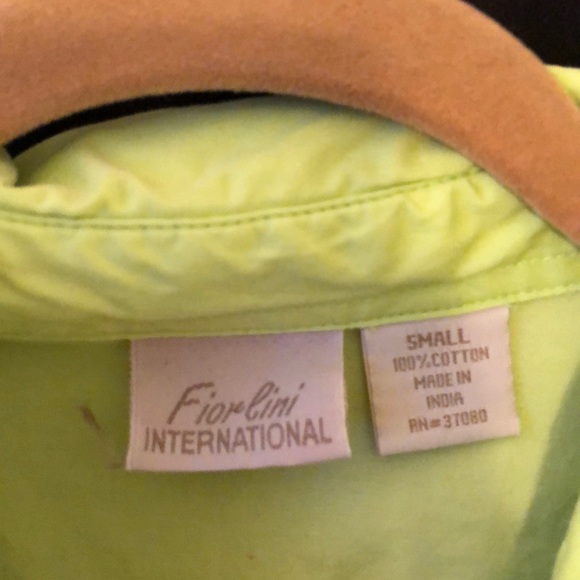 Fiorlini
INTERNATIONAL
SMALL
100% COTTON
MADE IN
INDIA
RN#37080